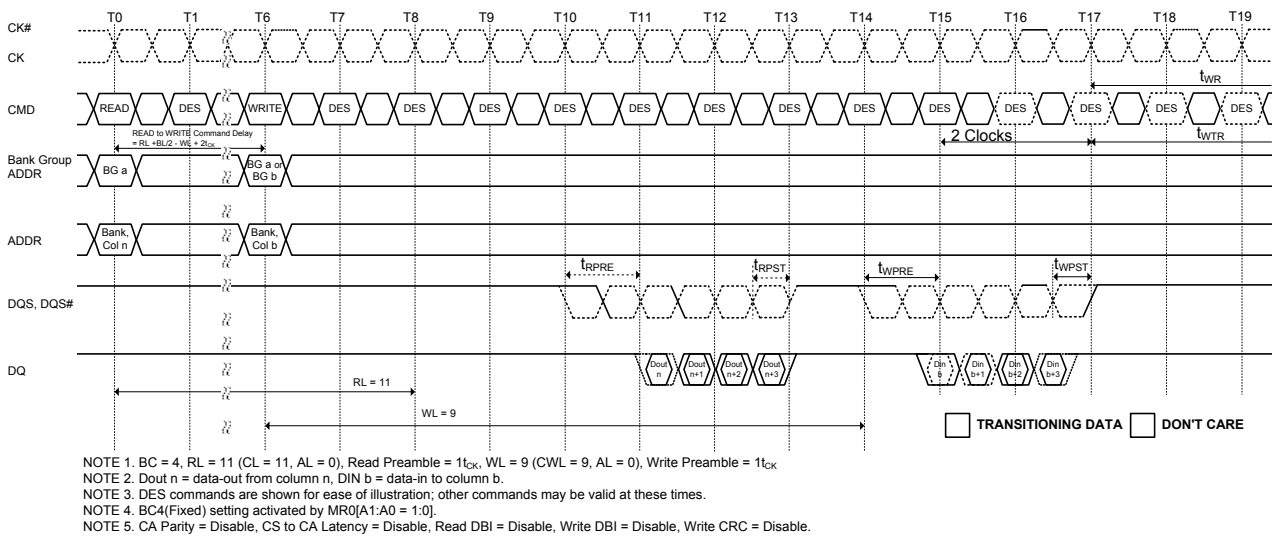 T0 T1 T6 T7 T8 T9 T10 T11 T12 T13 T14 T15 T16 T17 T18 T19
CK#
CK
tWR
CMD READ DES WRITE DES DES DES DES DES DES DES DES DES DES DES DES DES
READ to WRITE Command Delay
= RL +BL/2 - WL + 2tCK
2 Clocks
tWTR
Bank Group
ADDR
BG a
BG a or
BG b
ADDR
Bank,
Col n
Bank,
Col b
tRPRE tRPST tWPRE tWPST
DQS, DQS#
DQ
Dout
n
Dout
n+1
Dout
n+2
Dout
n+3
Din
b
Din
b+1
Din
b+2
Din
b+3
RL = 11
WL = 9
TRANSITIONING DATA DON'T CARE
NOTE 1. BC = 4, RL = 11 (CL = 11, AL = 0), Read Preamble = 1tCK, WL = 9 (CWL = 9, AL = 0), Write Preamble = 1tCK
NOTE 2. Dout n = data-out from column n, DIN b = data-in to column b.
NOTE 3. DES commands are shown for ease of illustration; other commands may be valid at these times.
NOTE 4. BC4(Fixed) setting activated by MR0[A1:A0 = 1:0].
NOTE 5. CA Parity = Disable, CS to CA Latency = Disable, Read DBI = Disable, Write DBI = Disable, Write CRC = Disable.